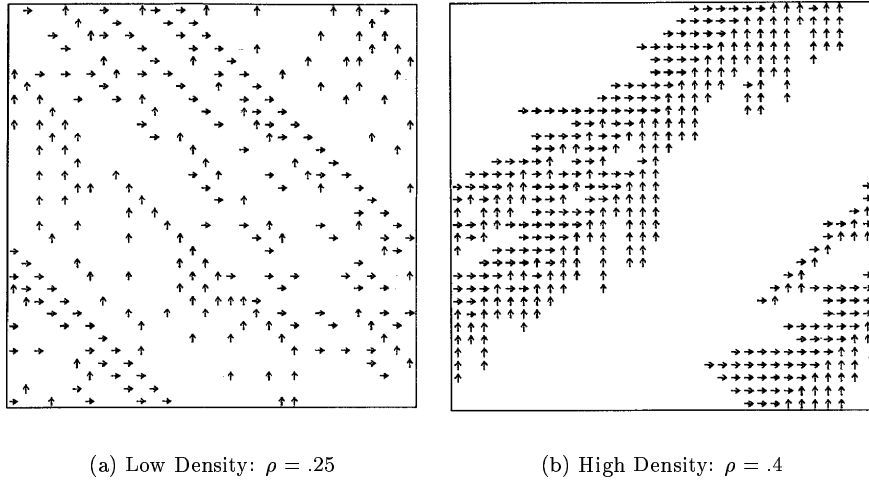 (a) Low Density: ρ = .25
(b) High Density: ρ = .4